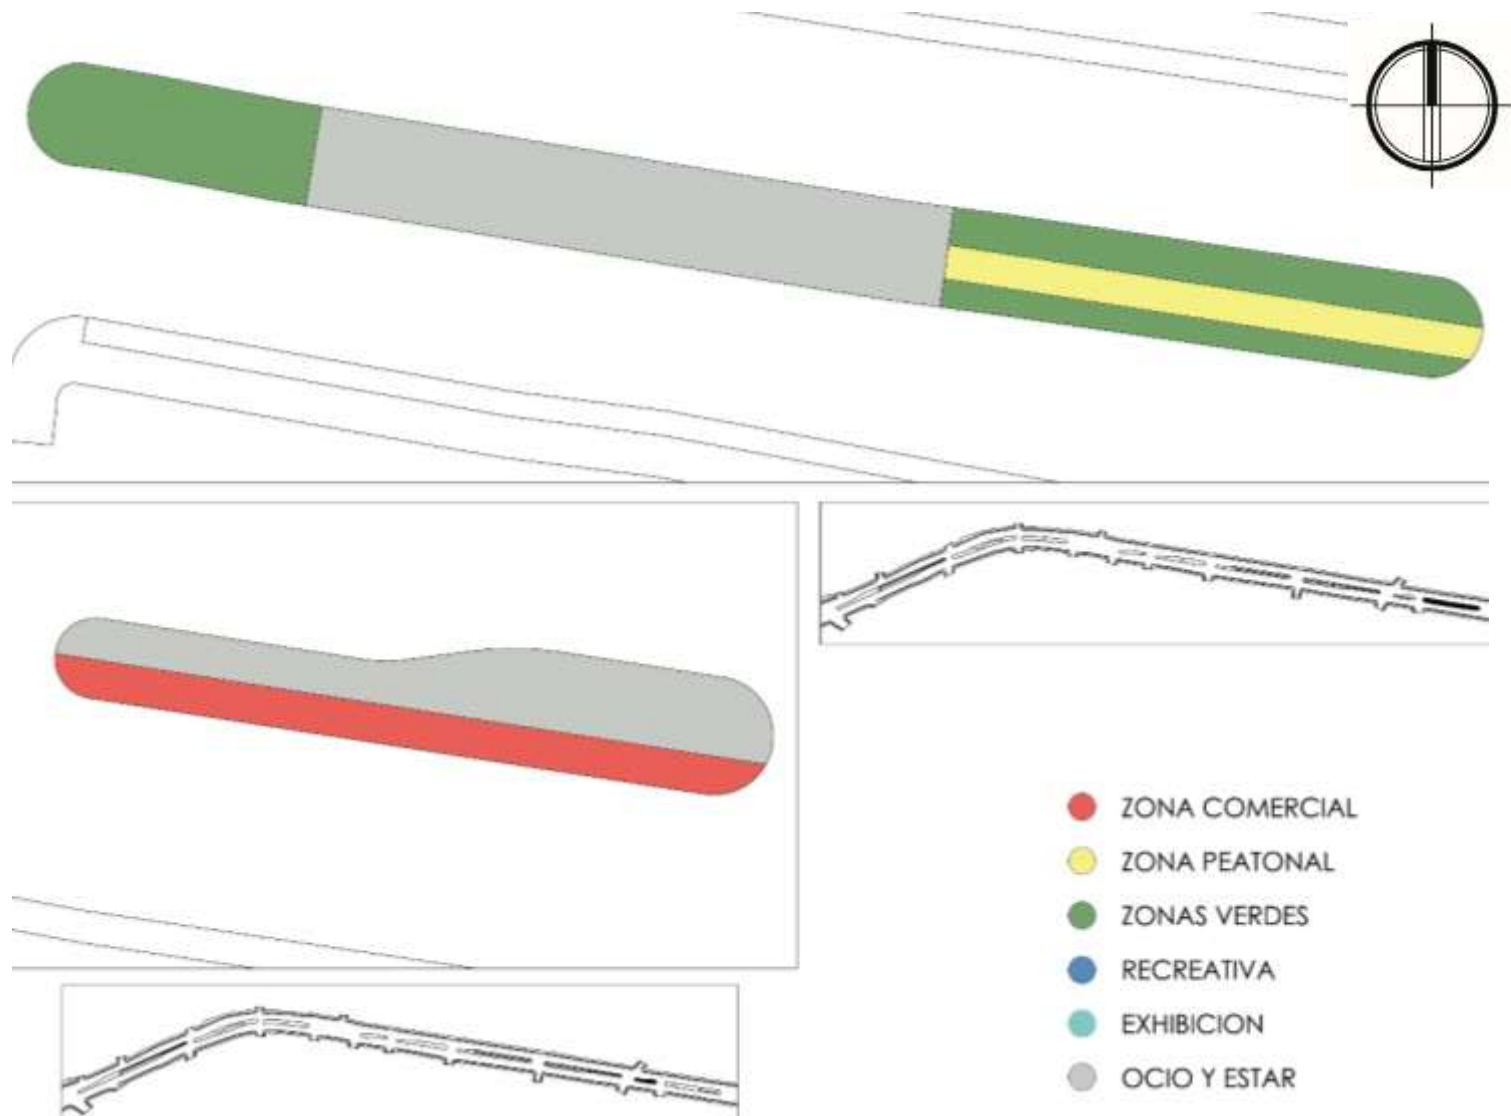 ZONA COMERCIAL
ZONA PEATONAL
ZONAS VERDES
RECREATIVA
EXHIBICION
OCIO Y ESTAR